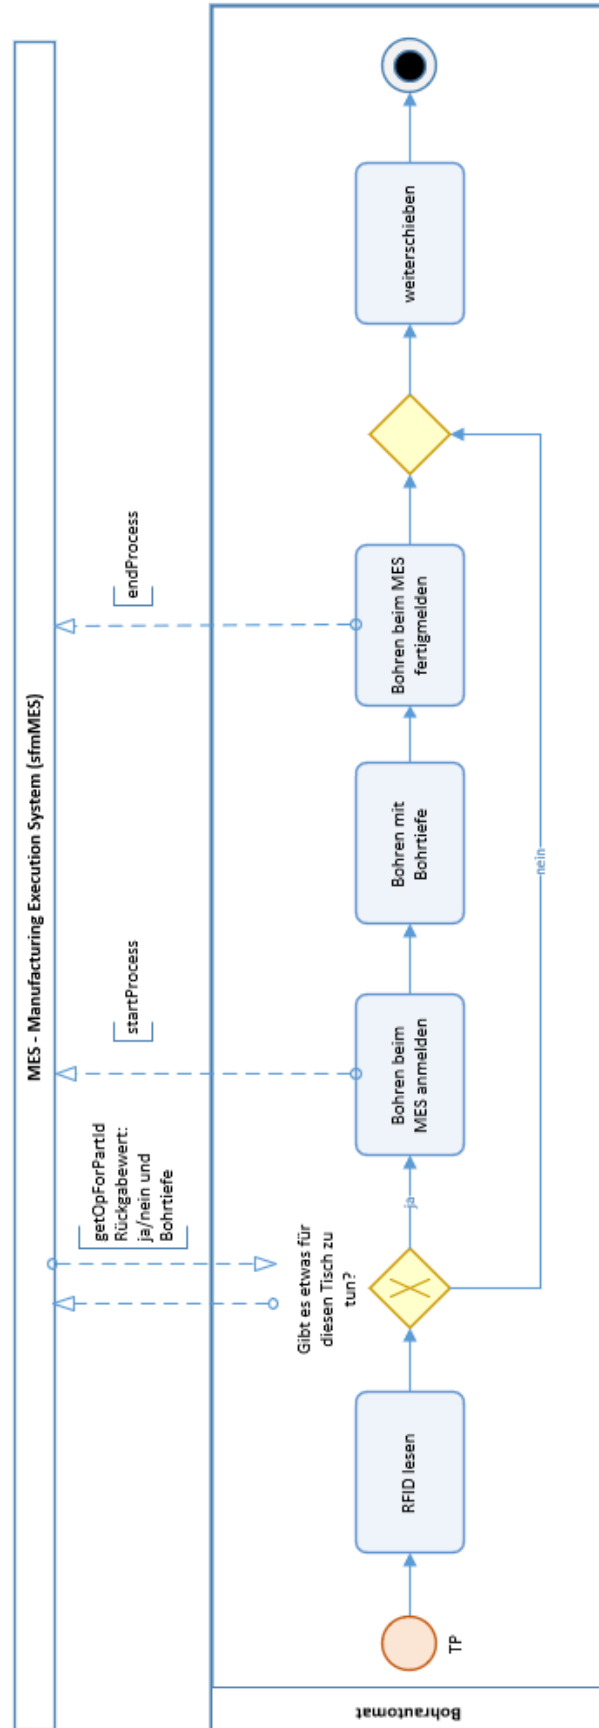 MES - Manufacturing Execution System (sfmMES)
getOpForPartId
Rückgabewert:
ja/nein und
Bohrtiefe
startProcess
endProcess
Bohrautomat
TP
RFID lesen
Gibt es etwas für
diesen Tisch zu
tun?
ja
nein
Bohren beim
MES anmelden
Bohren mit
Bohrtiefe
Bohren beim MES
fertigmelden
weiterschieben